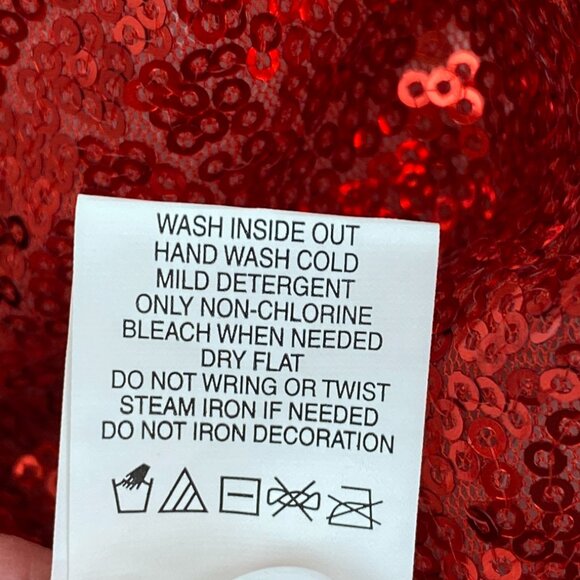 WASH INSIDE OUT
HAND WASH COLD
MILD DETERGENT
ONLY NON-CHLORINE
BLEACH WHEN NEEDED
DRY FLAT
DO NOT WRING OR TWIST
STEAM IRON IF NEEDED
DO NOT IRON DECORATION